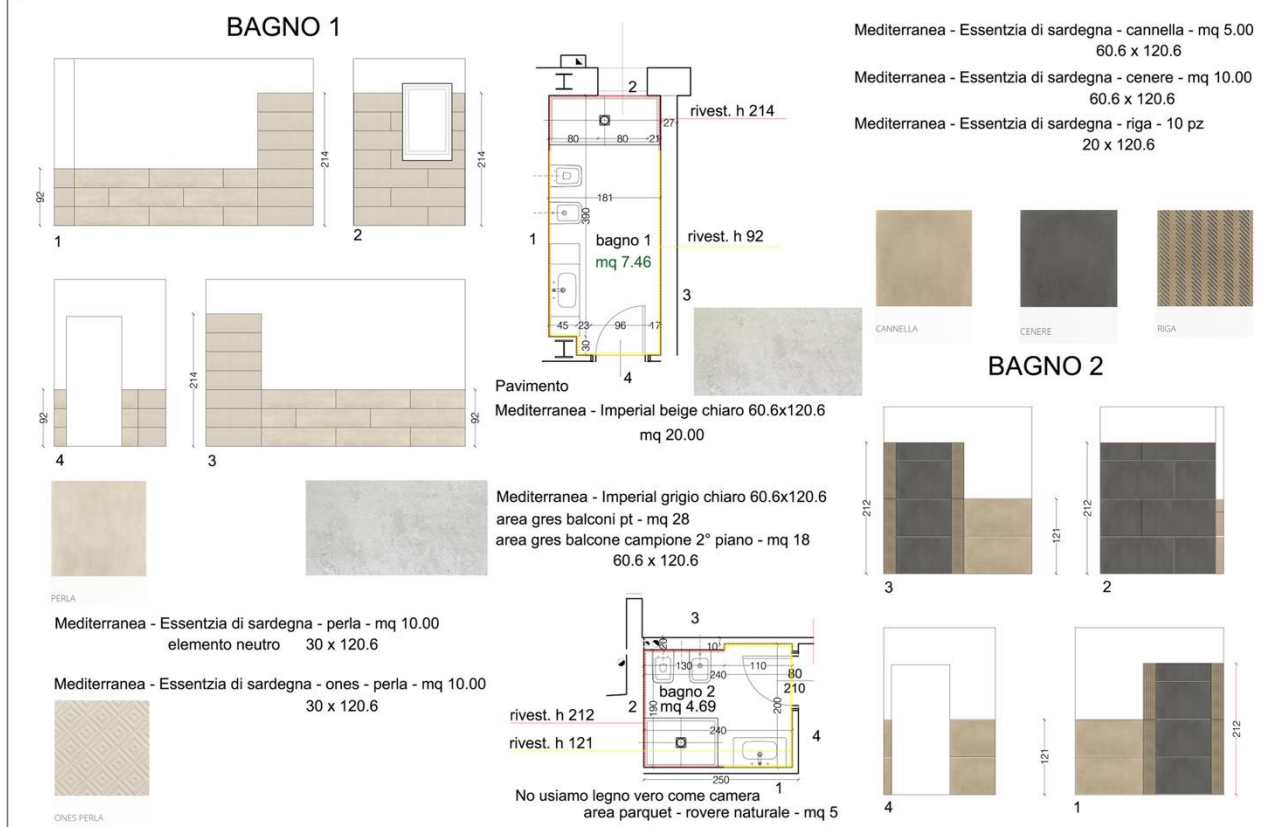 BAGNO 1
214
92
1
214
2
92
4
214
92
3
PERLA
Mediterranea - Essentzia di sardegna - perla - mq 10.00
elemento neutro 30 x 120.6
Mediterranea - Essentzia di sardegna - ones - perla - mq 10.00
30 x 120.6
ONES PERLA
2
rivest. h 214
27
80 80 21
181
390
1
bagno 1
mq 7.46
rivest. h 92
3
45 23 96 17
30
4
Pavimento
Mediterranea - Imperial beige chiaro 60.6x120.6
mq 20.00
Mediterranea - Imperial grigio chiaro 60.6x120.6
area gres balconi pt - mq 28
area gres balcone campione 2° piano - mq 18
60.6 x 120.6
3
20
10
130 110
240
80
210
bagno 2
mq 4.69
2
190
200
rivest. h 212
240
4
rivest. h 121
250
1
No usiamo legno vero come camera
area parquet - rovere naturale - mq 5
Mediterranea - Essentzia di sardegna - cannella - mq 5.00
60.6 x 120.6
Mediterranea - Essentzia di sardegna - cenere - mq 10.00
60.6 x 120.6
Mediterranea - Essentzia di sardegna - riga - 10 pz
20 x 120.6
CANNELLA
CENERE
RIGA
BAGNO 2
212
121
3
212
2
121
4
212
1